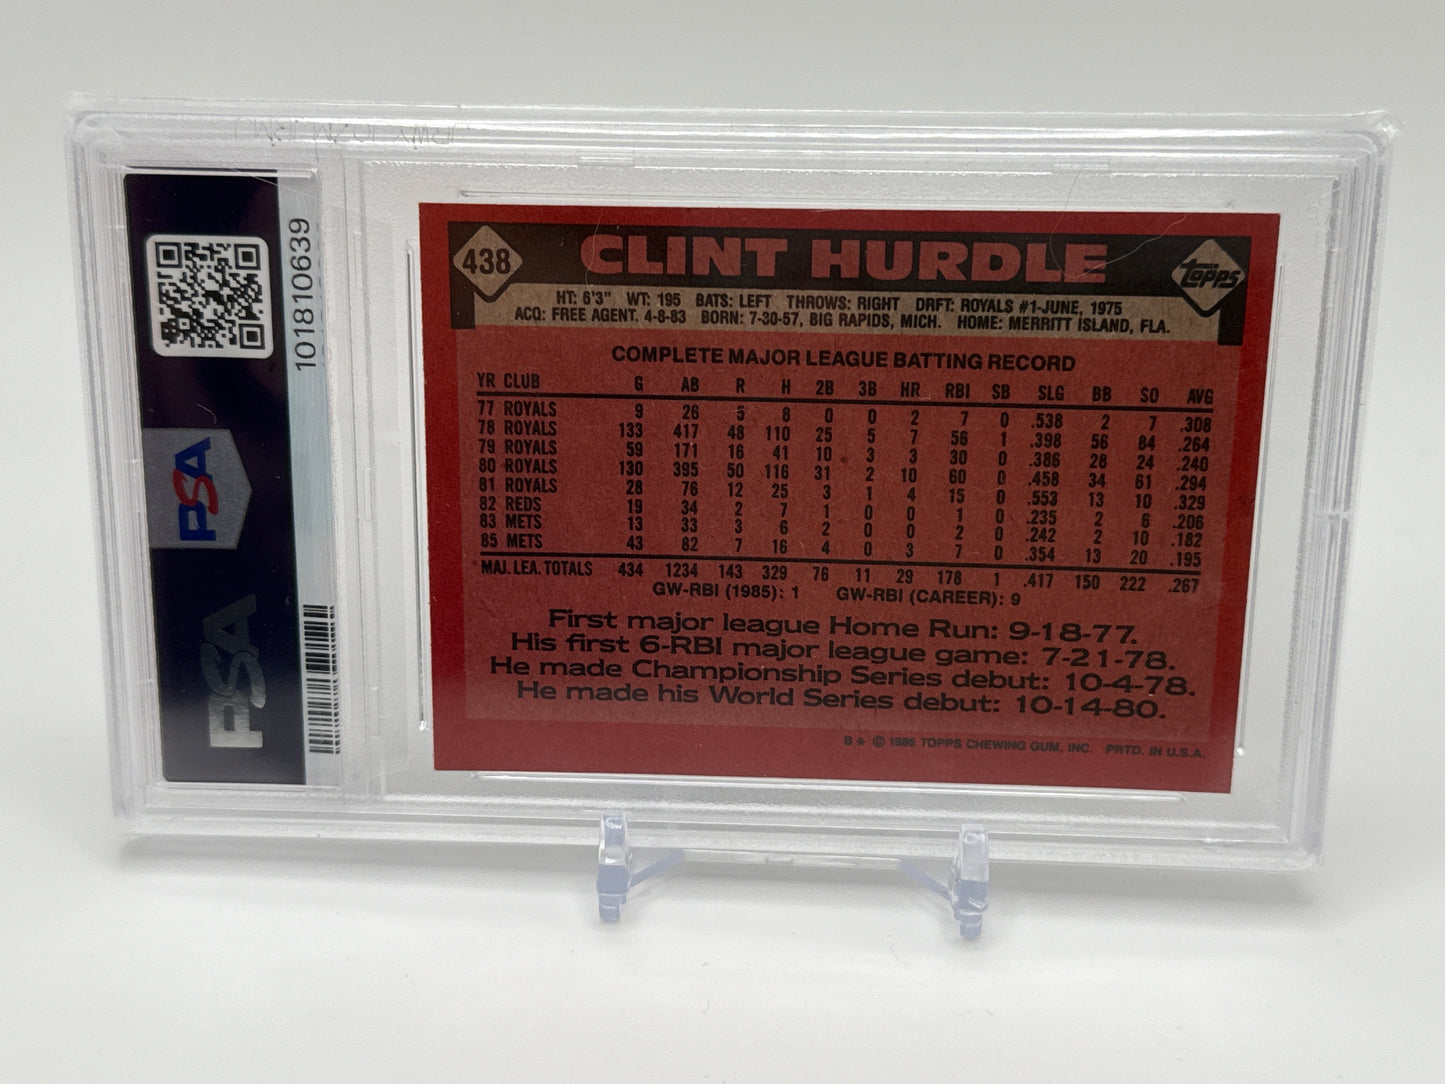 101810639
PSA
PSA
438 CLINT HURDLE Topps
HT: 6'3" WT: 195 BATS: LEFT THROWS: RIGHT DRFT: ROYALS #1-JUNE, 1975
ACQ: FREE AGENT. 4-8-83 BORN: 7-30-57, BIG RAPIDS, MICH. HOME: MERRITT ISLAND, FLA.
COMPLETE MAJOR LEAGUE BATTING RECORD
YR CLUB G AB R H 2B 3B HR RBI SB SLG BB SO AVG
77 ROYALS 9 26 5 8 0 0 2 7 0 .538 2 7 .308
78 ROYALS 133 417 48 110 25 5 7 56 1 .398 56 84 .264
79 ROYALS 59 171 16 41 10 3 3 30 0 .386 28 24 .240
80 ROYALS 130 395 50 116 31 2 10 60 0 .458 34 61 .294
81 ROYALS 28 76 12 25 3 1 4 15 0 .553 13 10 .329
82 REDS 19 34 2 7 1 0 0 1 0 .235 2 6 .206
83 METS 13 33 3 6 2 0 0 2 0 .242 2 10 .182
85 METS 43 82 7 16 4 0 3 7 0 .354 13 20 .195
MAJ. LEA. TOTALS 434 1234 143 329 76 11 29 178 1 .417 150 222 .267
GW-RBI (1985): 1 GW-RBI (CAREER): 9
First major league Home Run: 9-18-77.
His first 6-RBI major league game: 7-21-78.
He made Championship Series debut: 10-4-78.
He made his World Series debut: 10-14-80.
B * © 1986 TOPPS CHEWING GUM, INC. PRTD. IN U.S.A.